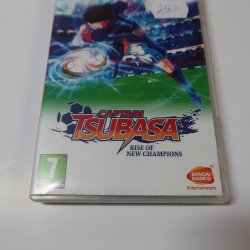 CAPTAIN
TSUBASA
RISE OF
NEW CHAMPIONS
7
BANDAI
NAMCO
Entertainment